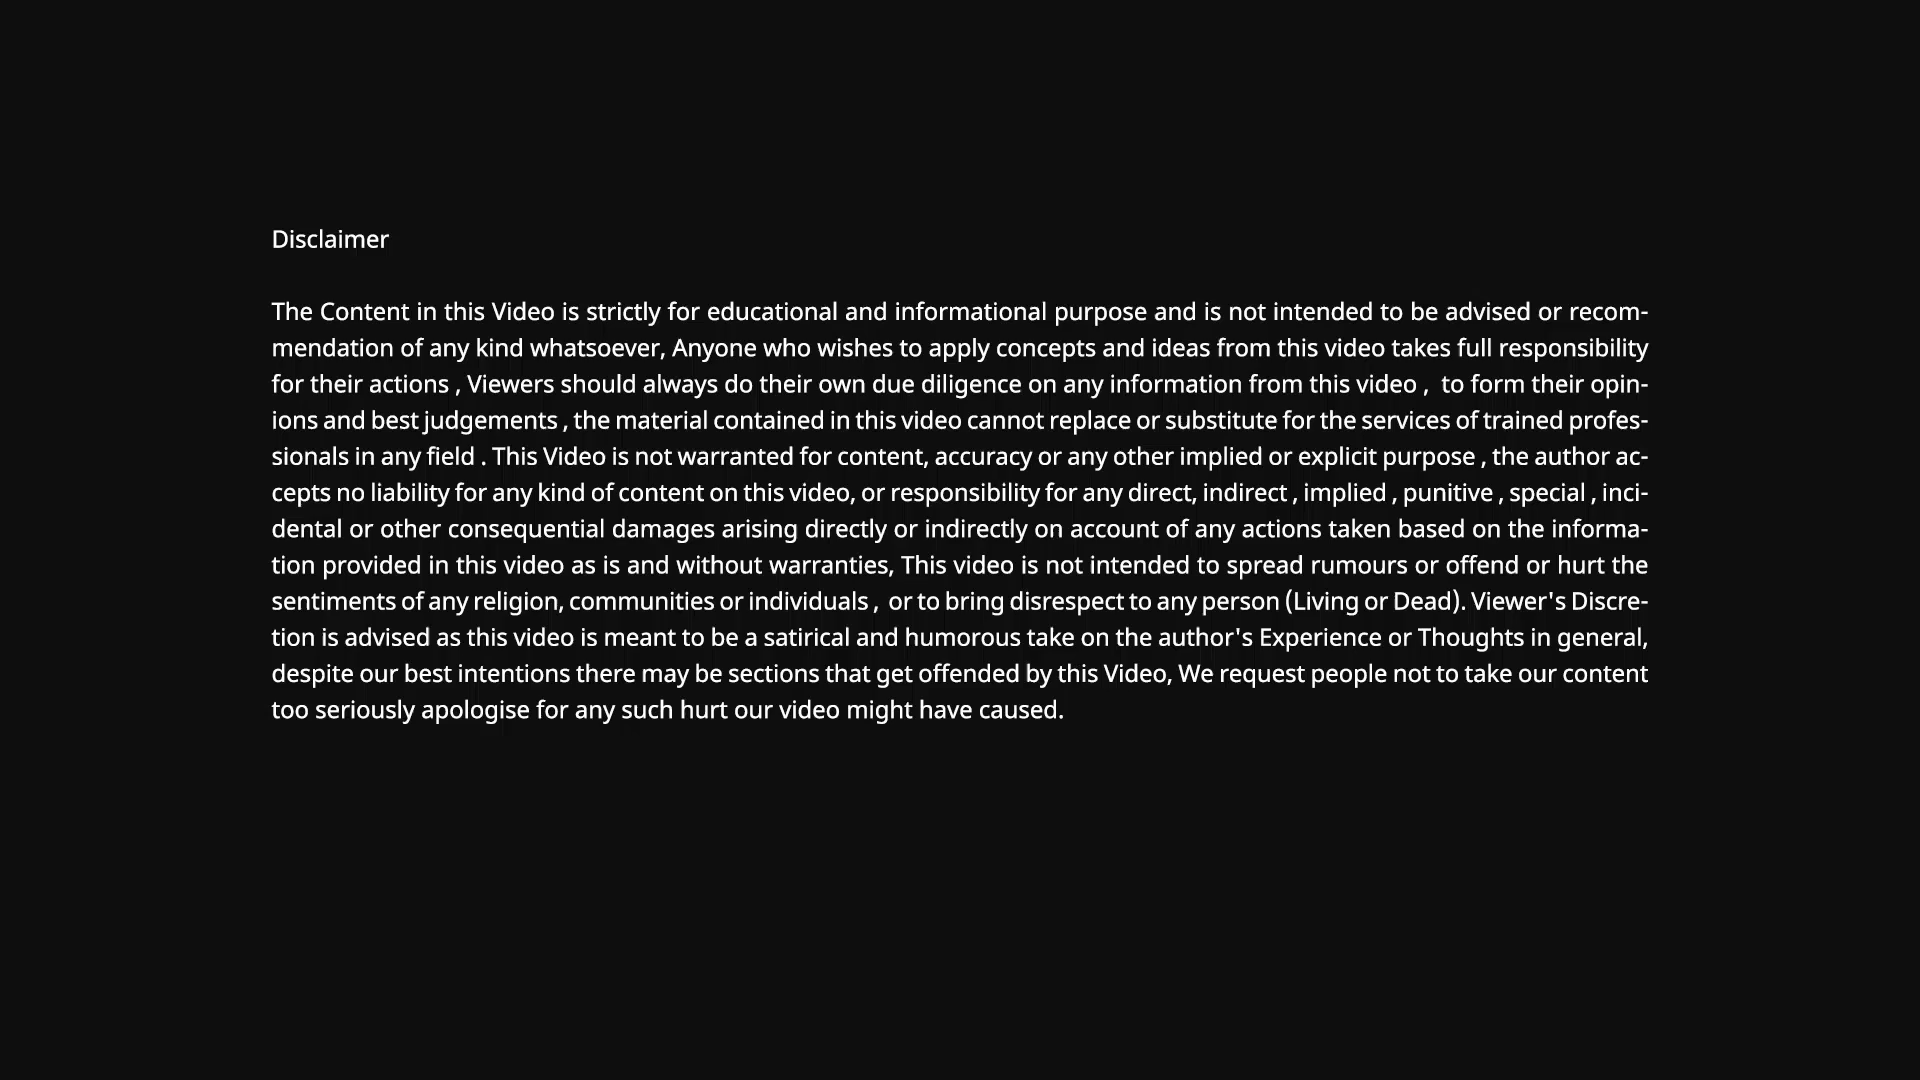 Disclaimer
The Content in this Video is strictly for educational and informational purpose and is not intended to be advised or recom-
mendation of any kind whatsoever, Anyone who wishes to apply concepts and ideas from this video takes full responsibility
for their actions , Viewers should always do their own due diligence on any information from this video ,  to form their opin-
ions and best judgements , the material contained in this video cannot replace or substitute for the services of trained profes-
sionals in any field . This Video is not warranted for content, accuracy or any other implied or explicit purpose , the author ac-
cepts no liability for any kind of content on this video, or responsibility for any direct, indirect , implied , punitive , special , inci-
dental or other consequential damages arising directly or indirectly on account of any actions taken based on the informa-
tion provided in this video as is and without warranties, This video is not intended to spread rumours or offend or hurt the
sentiments of any religion, communities or individuals ,  or to bring disrespect to any person (Living or Dead). Viewer's Discre-
tion is advised as this video is meant to be a satirical and humorous take on the author's Experience or Thoughts in general,
despite our best intentions there may be sections that get offended by this Video, We request people not to take our content
too seriously apologise for any such hurt our video might have caused.